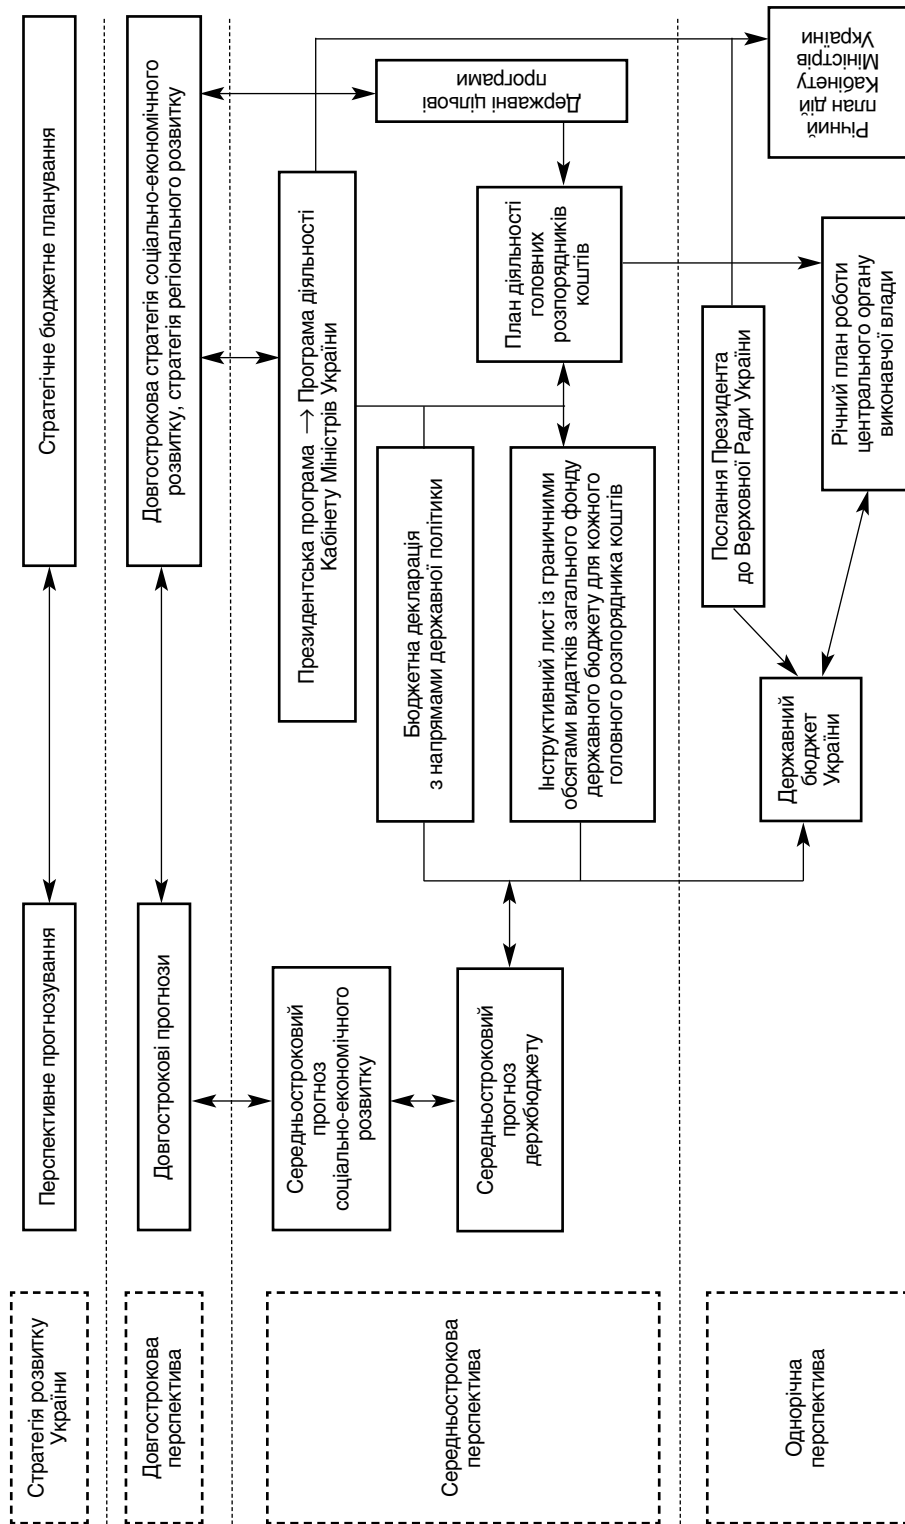 Стратегія розвитку
України
Перспективне прогнозування
Стратегічне бюджетне планування
Довгострокова
перспектива
Довгострокові прогнози
Довгострокова стратегія соціально-економічного
розвитку, стратегія регіонального розвитку
Середньострокова
перспектива
Середньостроковий
прогноз
соціально-економічного
розвитку
Президентська програма → Програма діяльності
Кабінету Міністрів України
Державні цільові
програми
Середньостроковий
прогноз
держбюджету
Бюджетна декларація
з напрямами державної політики
План діяльності
головних
розпорядників
коштів
Інструктивний лист із граничними
обсягами видатків загального фонду
державного бюджету для кожного
головного розпорядника коштів
Однорічна
перспектива
Державний
бюджет
України
Послання Президента
до Верховної Ради України
Річний план роботи
центрального органу
виконавчої влади
Річний
план дій
Кабінету
Міністрів
України